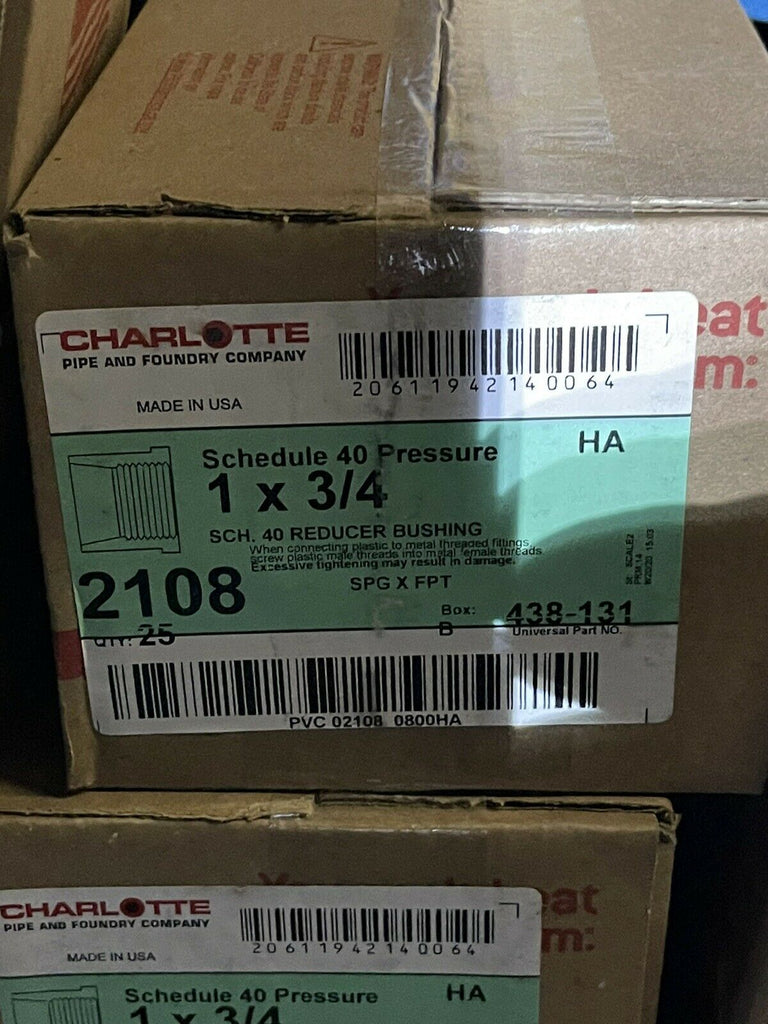 CHARLOTTE
PIPE AND FOUNDRY COMPANY
20611942140064
MADE IN USA
Schedule 40 Pressure
HA
1 x 3/4
SCH. 40 REDUCER BUSHING
When connecting plastic to metal threaded fittings,
screw plastic male threads into metal female threads.
Excessive tightening may result in damage.
SPG X FPT
2108
QTY: 25
Box:
B
438-131
Universal Part NO.
PVC 02108 0800HA
eat
m:
CHARLOTTE
PIPE AND FOUNDRY COMPANY
20611942140064
MADE IN USA
Schedule 40 Pressure
HA
1 x 3/4
eat
m: